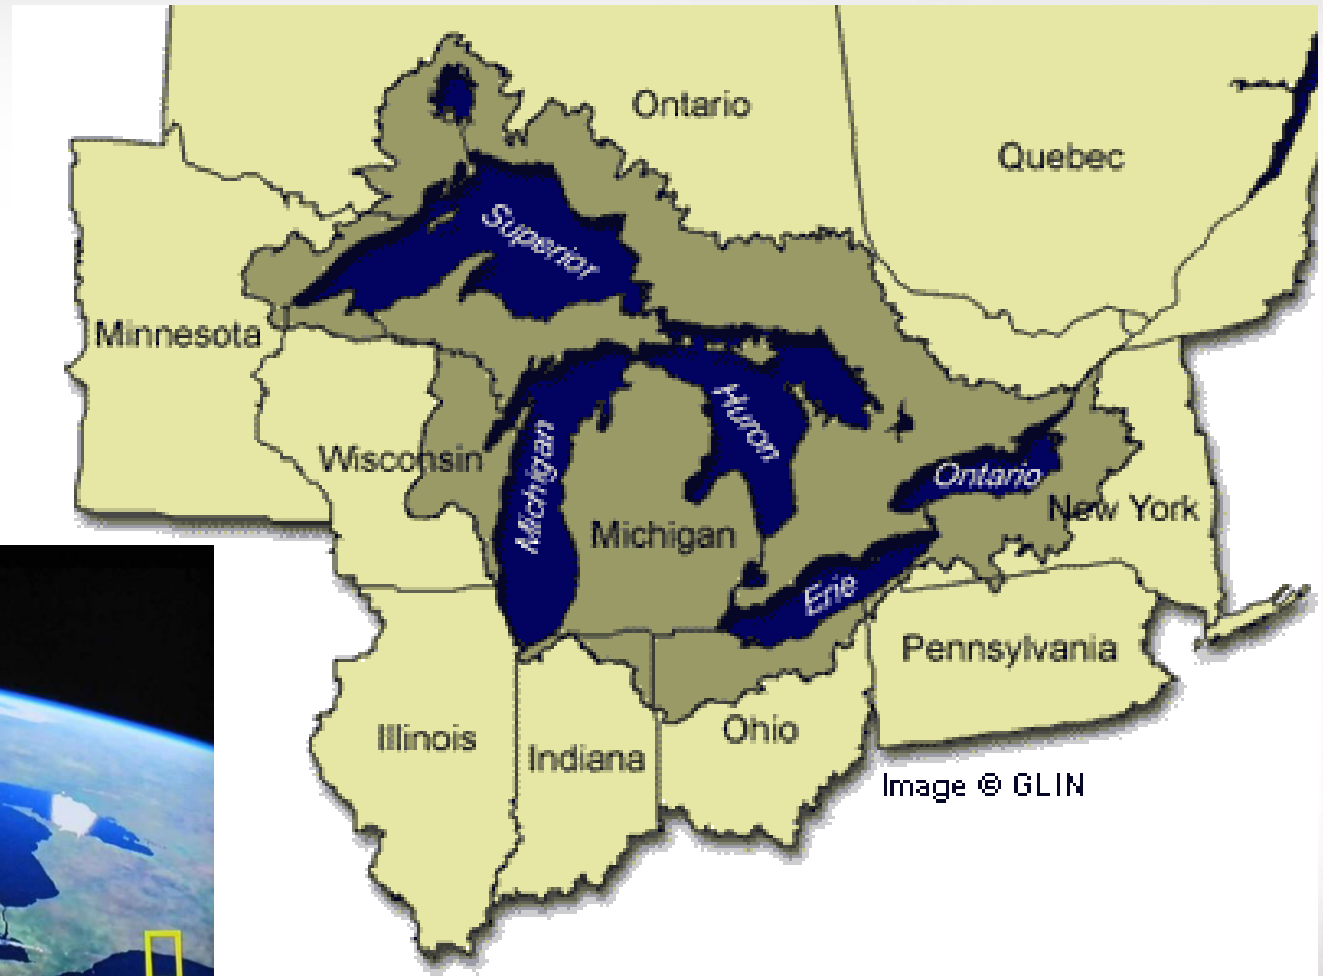 Ontario
Quebec
Superior
Minnesota
Huron
Wisconsin
Michigan
Ontario
New York
Michigan
Erie
Pennsylvania
Illinois
Indiana
Ohio
Image © GLIN